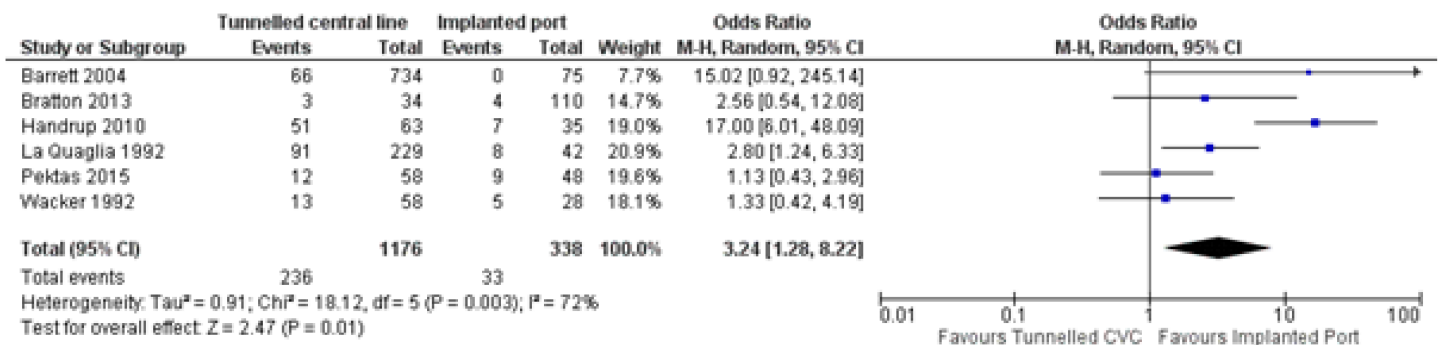 Tunnelled central line Implanted port Odds Ratio Odds Ratio
Study or Subgroup Events Total Events Total Weight M-H, Random, 95% CI M-H, Random, 95% CI
Barrett 2004 66 734 0 75 7.7% 15.02 [0.92, 245.14]
Bratton 2013 3 34 4 110 14.7% 2.56 [0.54, 12.08]
Handrup 2010 51 63 7 35 19.0% 17.00 [6.01, 48.09]
La Quaglia 1992 91 229 8 42 20.9% 2.80 [1.24, 6.33]
Pektas 2015 12 58 9 48 19.6% 1.13 [0.43, 2.96]
Wacker 1992 13 58 5 28 18.1% 1.33 [0.42, 4.19]
Total (95% CI) 1176 338 100.0% 3.24 [1.28, 8.22]
Total events 236 33
Heterogeneity: Tau² = 0.91; Chi² = 18.12, df = 5 (P = 0.003); I² = 72%
Test for overall effect: Z = 2.47 (P = 0.01)
0.01 0.1 1 10 100
Favours Tunnelled CVC Favours Implanted Port